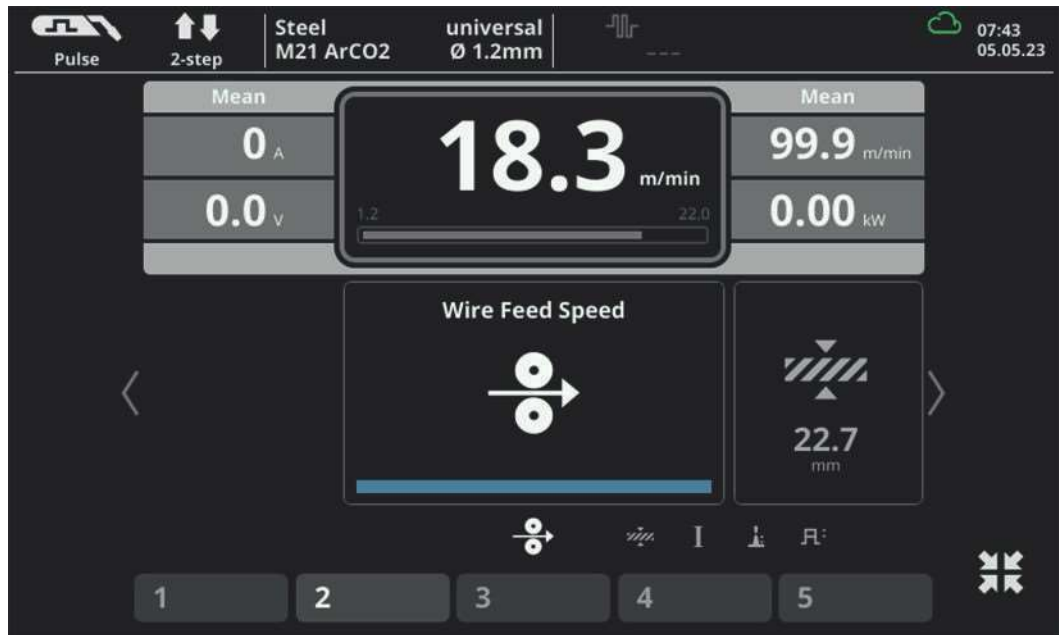 Pulse
2-step
Steel universal
M21 ArCO2 Ø 1.2mm
---
07:43
05.05.23
Mean
0 A
0.0 V
18.3 m/min
1.2 22.0
Mean
99.9 m/min
0.00 kW
Wire Feed Speed
22.7
mm
1 2 3 4 5